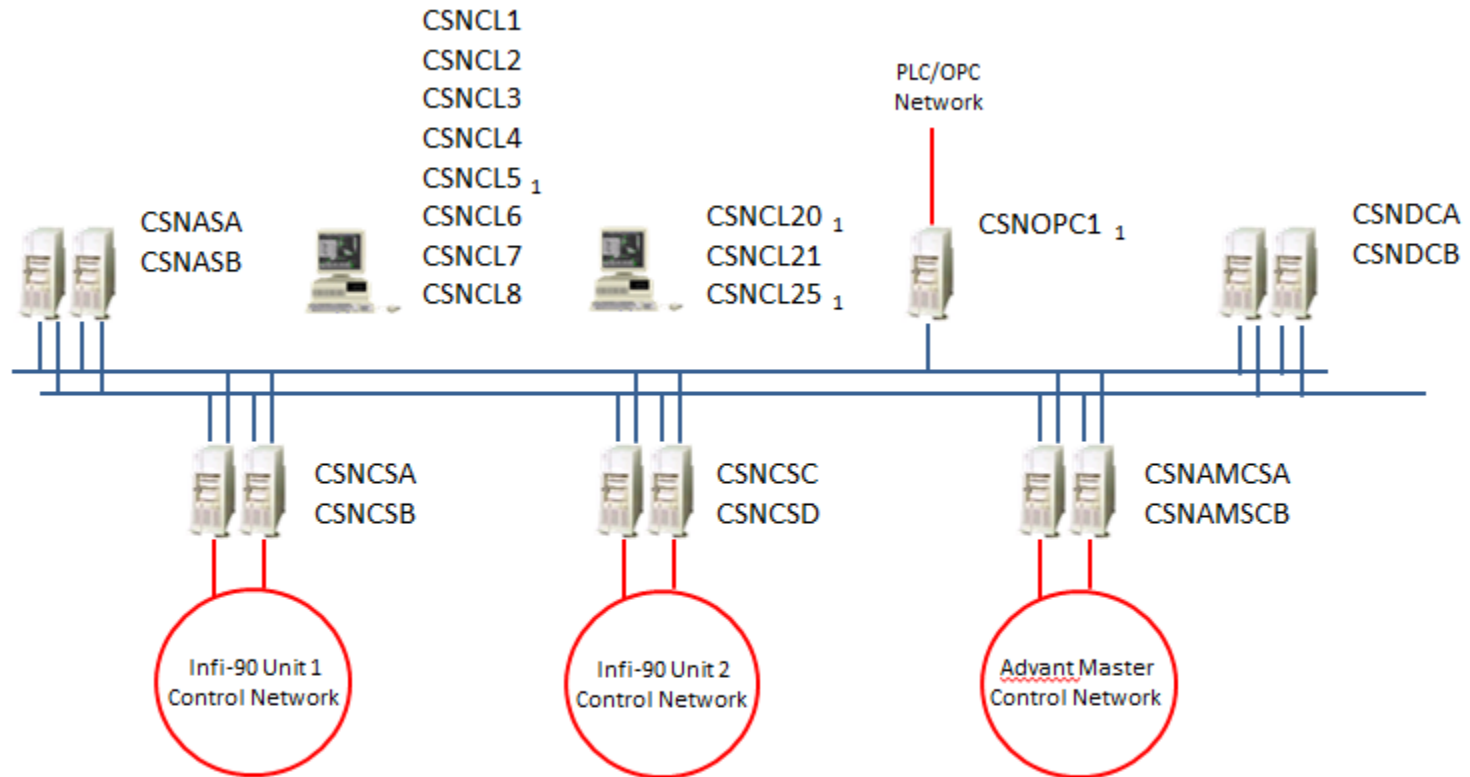 CSNCL1
CSNCL2
CSNCL3
CSNCL4
CSNCL5 1
CSNCL6
CSNCL7
CSNCL8
PLC/OPC
Network
CSNASA
CSNASB
CSNCL20 1
CSNCL21
CSNCL25 1
CSNOPC1 1
CSNDCA
CSNDCB
CSNCSA
CSNCSB
CSNCSC
CSNCSD
CSNAMCSA
CSNAMSCB
Infi-90 Unit 1
Control Network
Infi-90 Unit 2
Control Network
Advant Master
Control Network